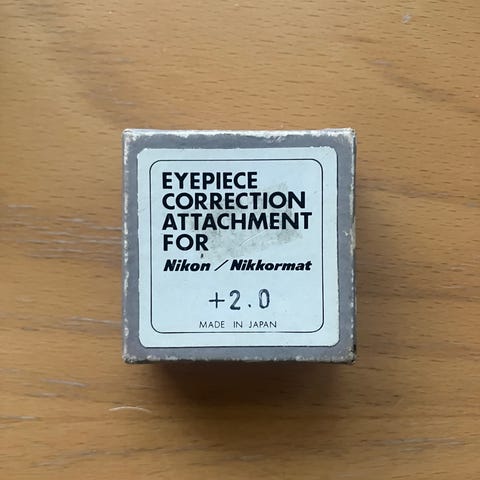 EYEPIECE
CORRECTION
ATTACHMENT
FOR
Nikon / Nikkormat
+2.0
MADE IN JAPAN